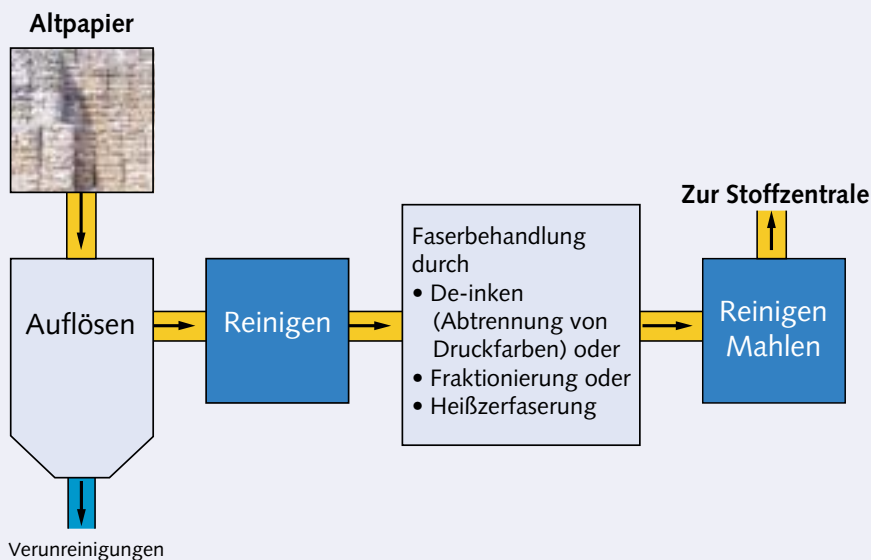 Altpapier
Auflösen
Verunreinigungen
Reinigen
Faserbehandlung
durch
• De-inken
(Abtrennung von
Druckfarben) oder
• Fraktionierung oder
• Heißzerfaserung
Zur Stoffzentrale
Reinigen
Mahlen